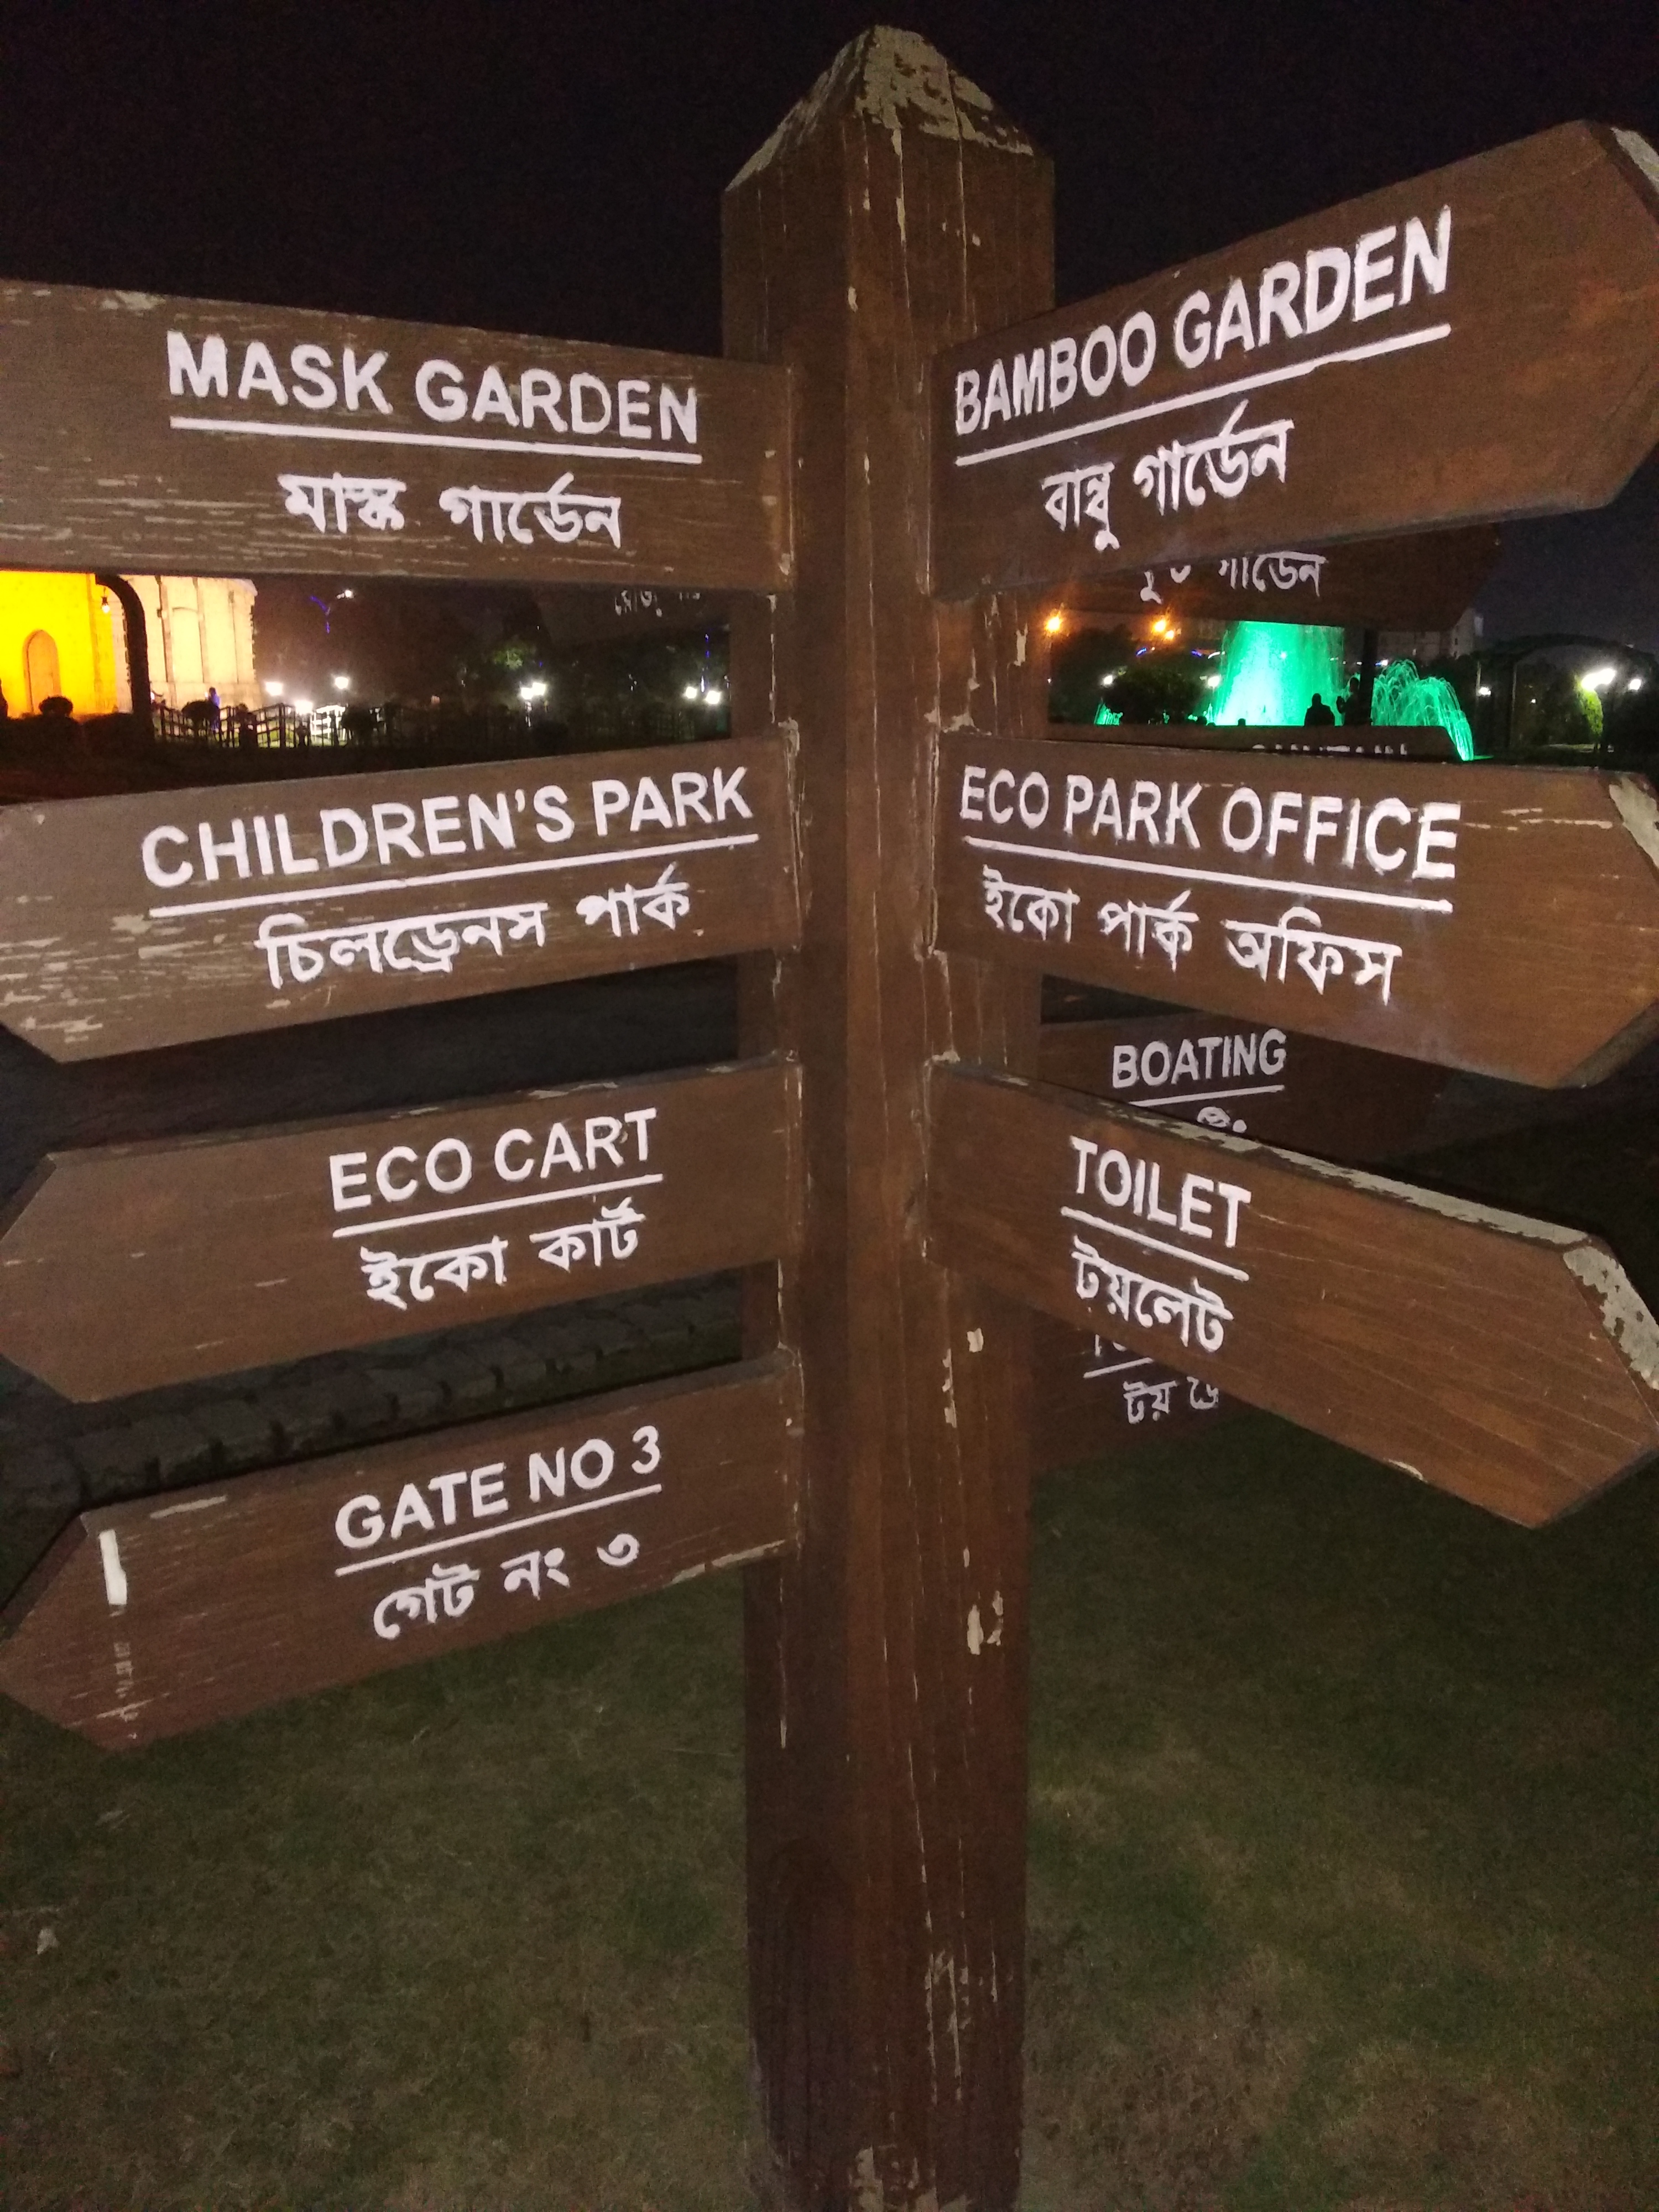 MASK GARDEN
মাস্ক গার্ডেন
CHILDREN'S PARK
চিলড্রেনস পার্ক
ECO CART
ইকো কার্ট
GATE NO 3
গেট নং ৩
BAMBOO GARDEN
বাম্বু গার্ডেন
গার্ডেন
ECO PARK OFFICE
ইকো পার্ক অফিস
BOATING
TOILET
টয়লেট
টয়